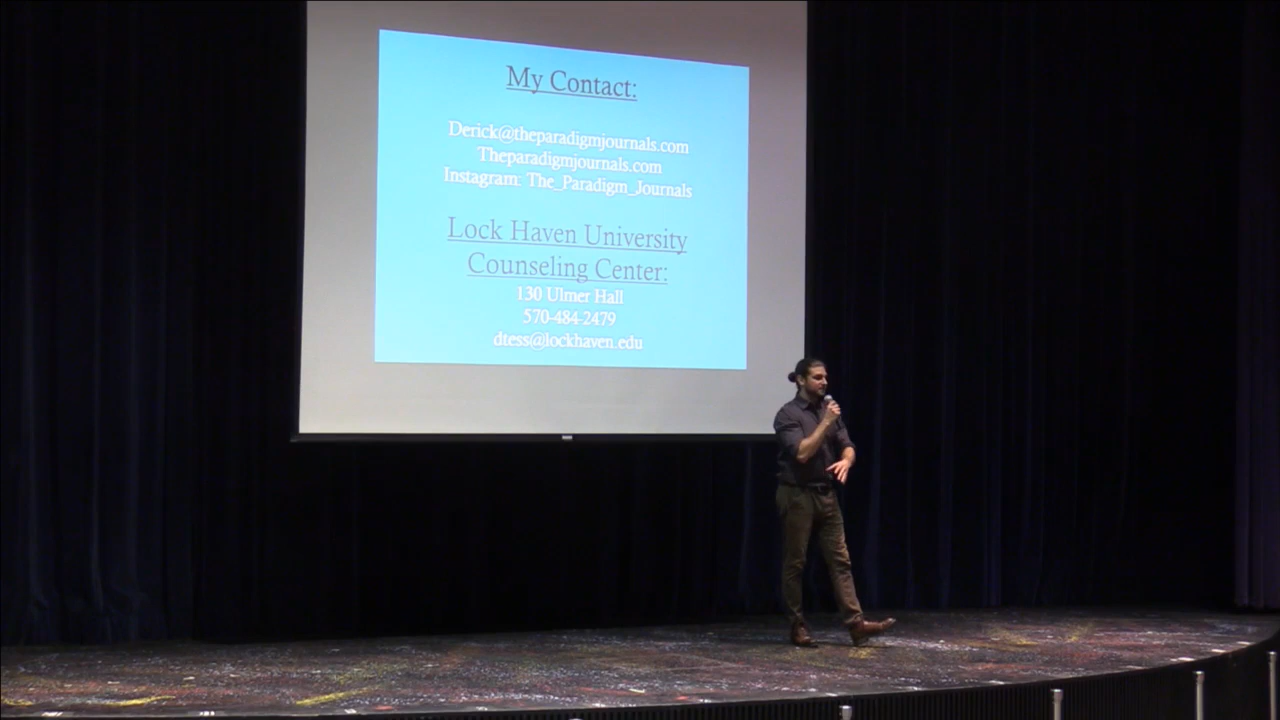 My Contact:
Derick@theparadigmjournals.com
Theparadigmjournals.com
Instagram: The_Paradigm_Journals
Lock Haven University
Counseling Center:
130 Ulmer Hall
570-484-2479
dtess@lockhaven.edu